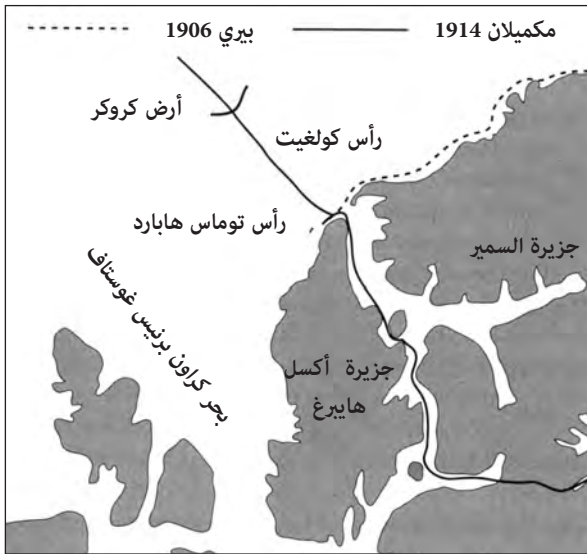 مكميلان 1914
بيري 1906
أرض كروكر
رأس كولغيت
رأس توماس هابارد
جزيرة السمير
بحر كراون برنيس غوستاف
جزيرة أكسل
هايبرغ